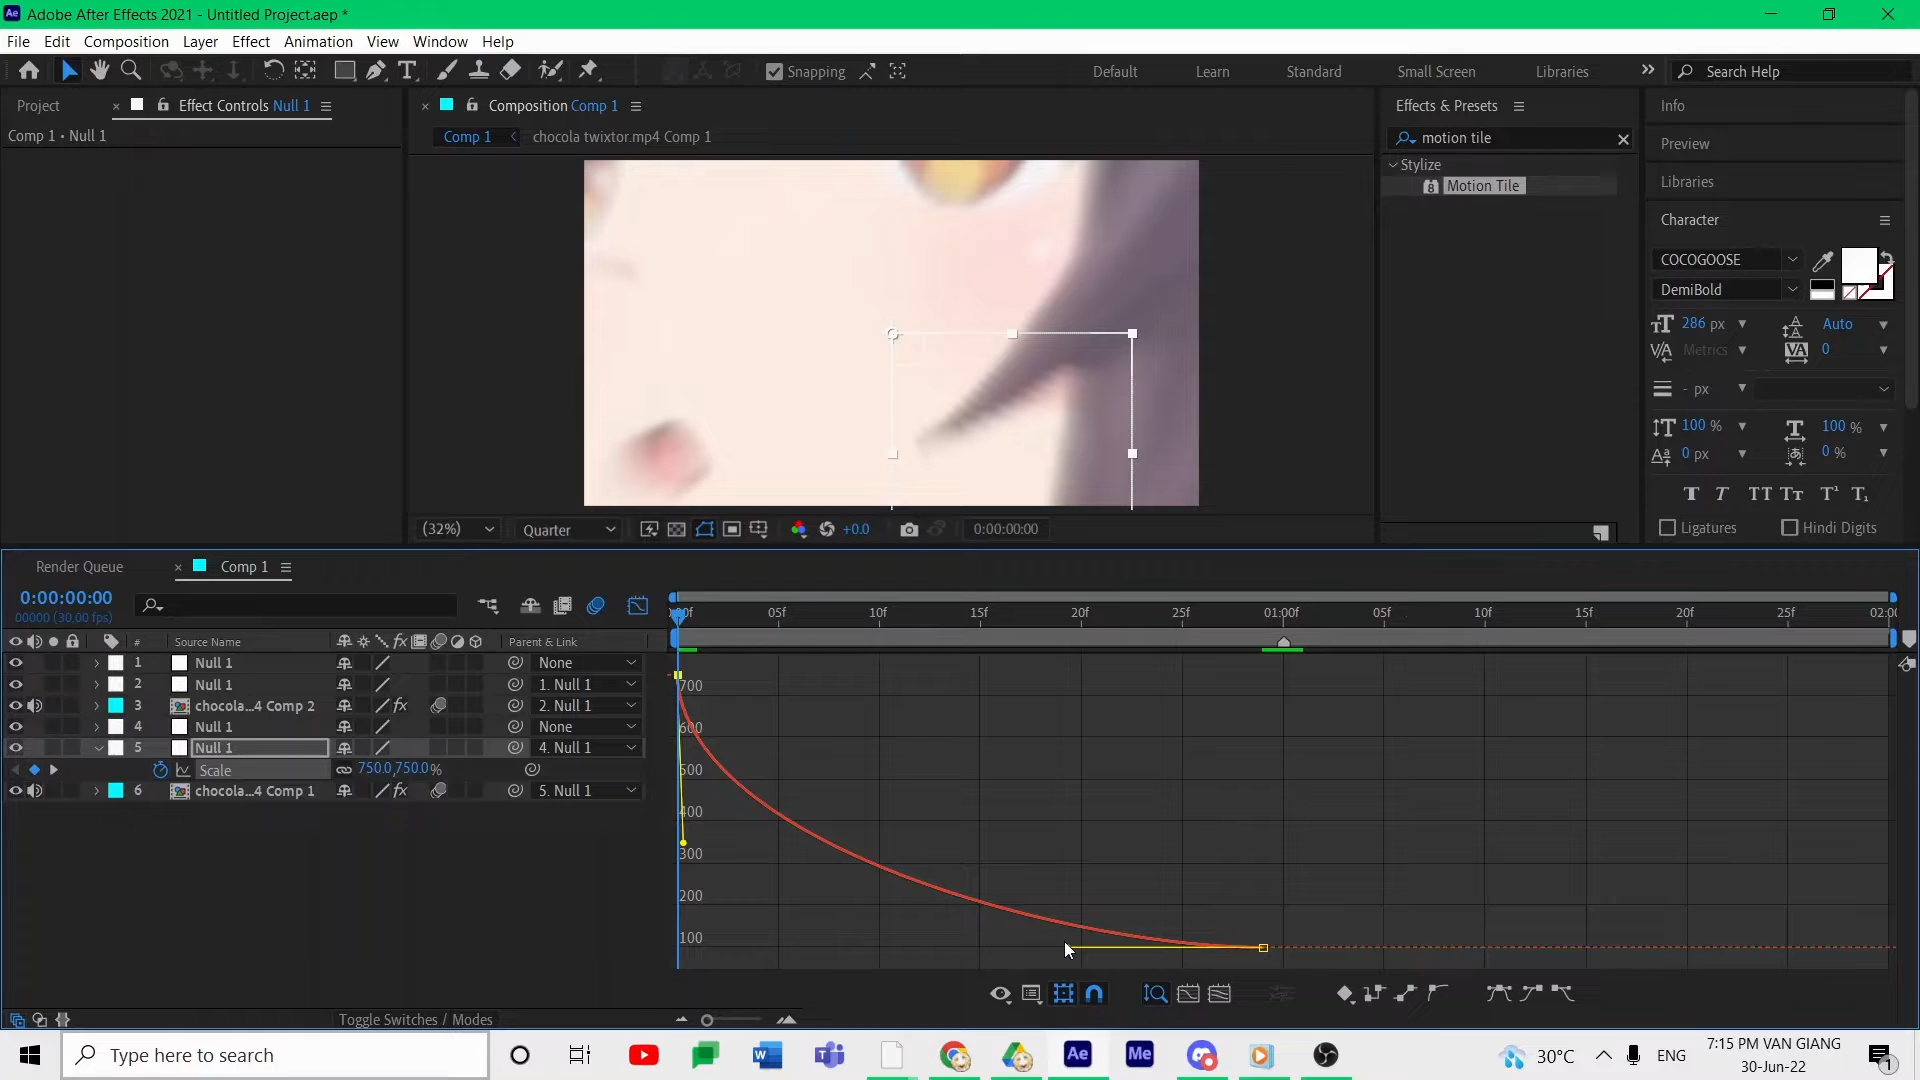 Adobe After Effects 2021 - Untitled Project.aep *
File Edit Composition Layer Effect Animation View Window Help
Snapping
Default Learn Standard Small Screen Libraries
Search Help
Project
Effect Controls Null 1
Composition Comp 1
Effects & Presets
Info
Comp 1 • Null 1
Comp 1 chocola twixtor.mp4 Comp 1
motion tile
Preview
Stylize
Motion Tile
Libraries
Character
COCOGOOSE
DemiBold
286 px Auto
Metrics 0
- px
100 % 100 %
0 px 0 %
Ligatures Hindi Digits
(32%) Quarter +0.0 0:00:00:00
Render Queue Comp 1
0:00:00:00
00000 (30.00 fps)
:00f 05f 10f 15f 20f 25f 01:00f 05f 10f 15f 20f 25f 02:00
# Source Name Parent & Link
1 Null 1 None
2 Null 1 1. Null 1
3 chocola...4 Comp 2 2. Null 1
4 Null 1 None
5 Null 1 4. Null 1
Scale 750.0,750.0%
6 chocola...4 Comp 1 5. Null 1
700
600
500
400
300
200
100
Toggle Switches / Modes
Type here to search
30°C ENG 7:15 PM VAN GIANG
30-Jun-22
1